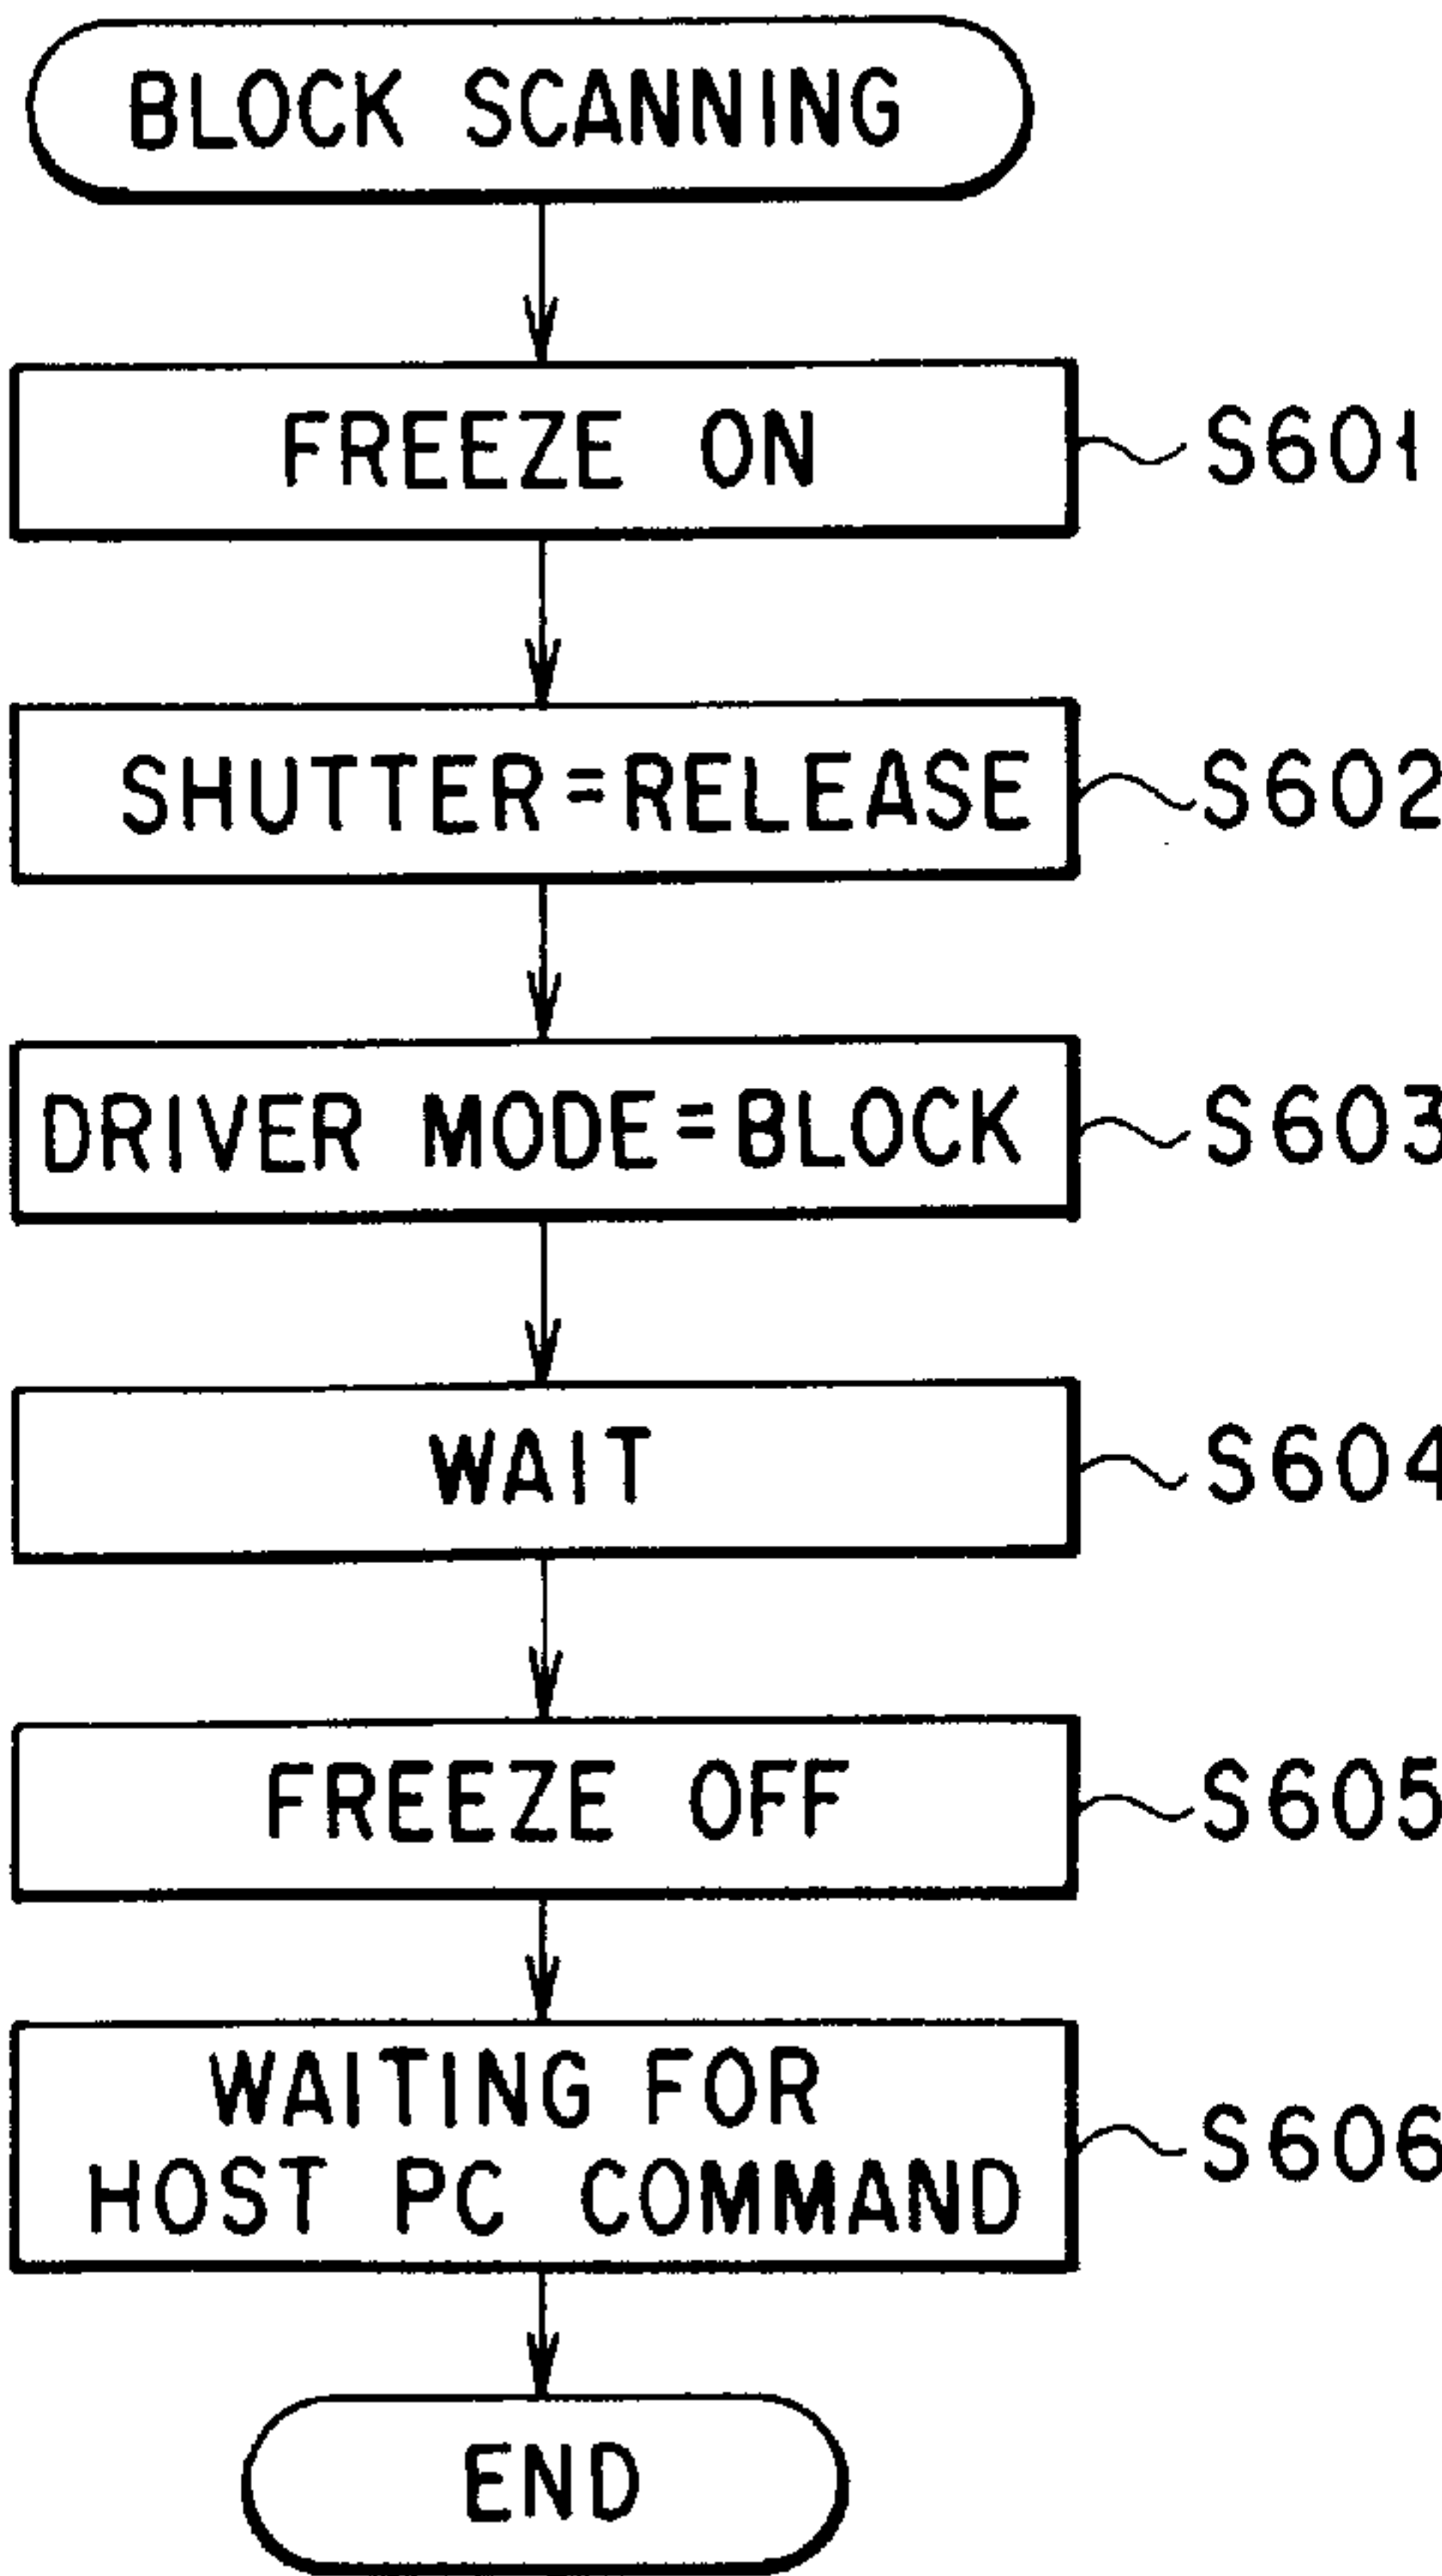 BLOCK SCANNING
FREEZE ON
S601
SHUTTER=RELEASE
S602
DRIVER MODE=BLOCK
S603
WAIT
S604
FREEZE OFF
S605
WAITING FOR
HOST PC COMMAND
S606
END